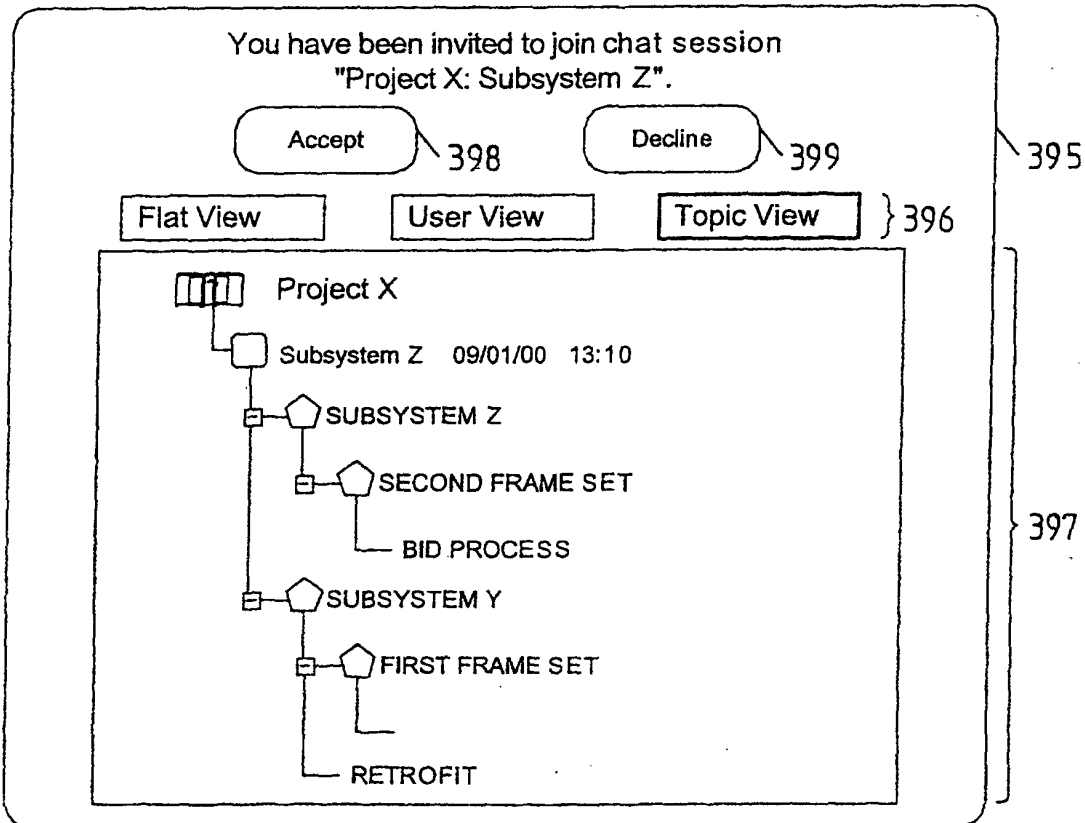 You have been invited to join chat session
"Project X: Subsystem Z".
Accept 398 Decline 399 395
Flat View User View Topic View 396
Project X
Subsystem Z 09/01/00 13:10
SUBSYSTEM Z
SECOND FRAME SET
397
BID PROCESS
SUBSYSTEM Y
FIRST FRAME SET
RETROFIT